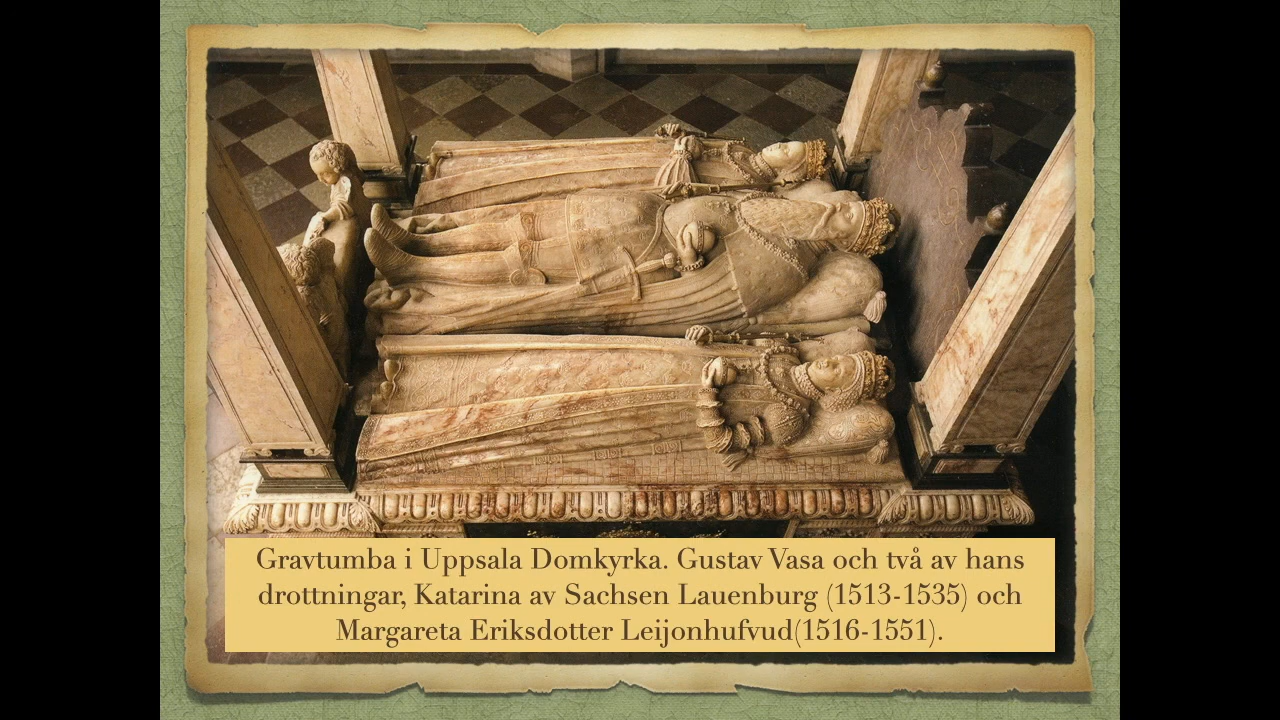 Gravtumba i Uppsala Domkyrka. Gustav Vasa och två av hans
drottningar, Katarina av Sachsen Lauenburg (1513-1535) och
Margareta Eriksdotter Leijonhufvud(1516-1551).